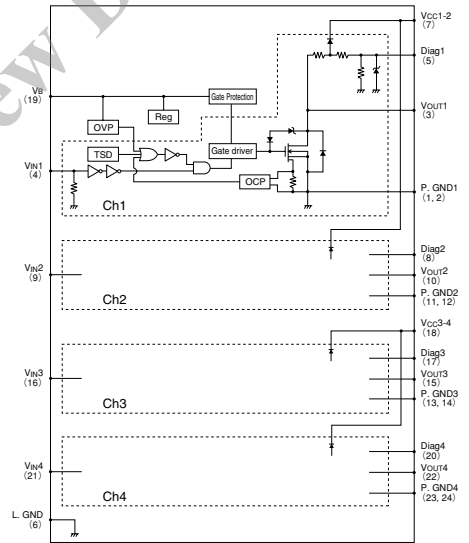 New
VCC1-2
(7)
Diag1
(5)
VB
(19)
Gate Protection
Reg
OVP
VOUT1
(3)
TSD
Gate driver
VIN1
(4)
OCP
P. GND1
(1, 2)
Ch1
Diag2
(8)
VIN2
(9)
VOUT2
(10)
P. GND2
(11, 12)
Ch2
VCC3-4
(18)
Diag3
(17)
VIN3
(16)
VOUT3
(15)
P. GND3
(13, 14)
Ch3
Diag4
(20)
VIN4
(21)
VOUT4
(22)
P. GND4
(23, 24)
Ch4
L. GND
(6)